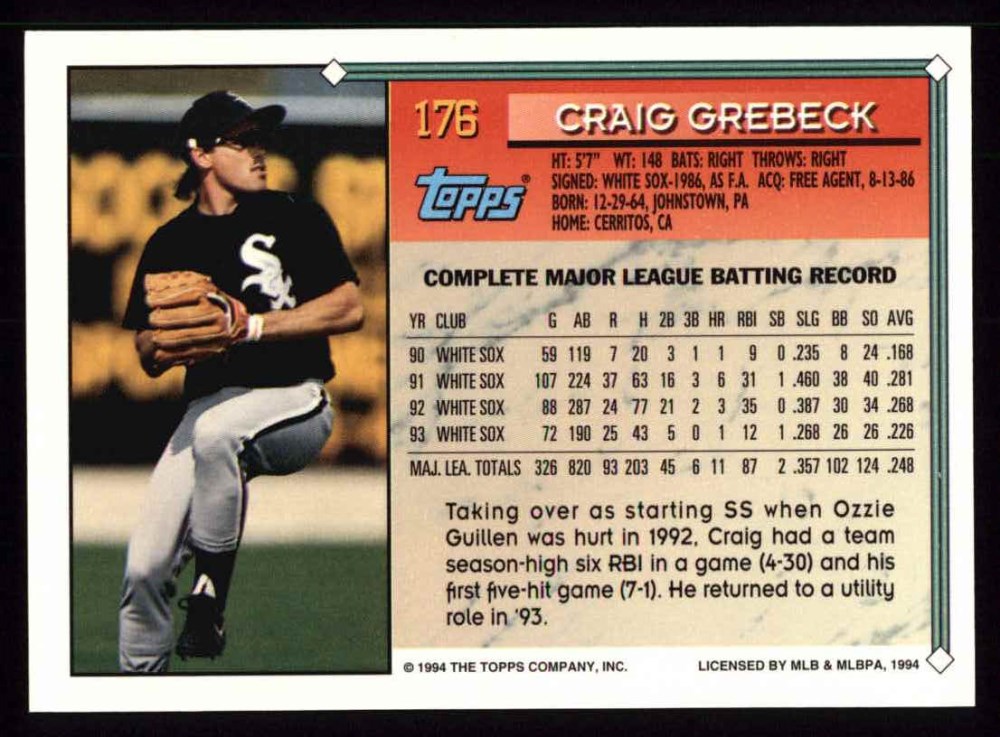 176
CRAIG GREBECK
TOPPS®
HT: 5'7" WT: 148 BATS: RIGHT THROWS: RIGHT
SIGNED: WHITE SOX-1986, AS F.A. ACQ: FREE AGENT, 8-13-86
BORN: 12-29-64, JOHNSTOWN, PA
HOME: CERRITOS, CA
Sox
COMPLETE MAJOR LEAGUE BATTING RECORD
YR CLUB G AB R H 2B 3B HR RBI SB SLG BB SO AVG
90 WHITE SOX 59 119 7 20 3 1 1 9 0 .235 8 24 .168
91 WHITE SOX 107 224 37 63 16 3 6 31 1 .460 38 40 .281
92 WHITE SOX 88 287 24 77 21 2 3 35 0 .387 30 34 .268
93 WHITE SOX 72 190 25 43 5 0 1 12 1 .268 26 26 .226
MAJ. LEA. TOTALS 326 820 93 203 45 6 11 87 2 .357 102 124 .248
Taking over as starting SS when Ozzie
Guillen was hurt in 1992, Craig had a team
season-high six RBI in a game (4-30) and his
first five-hit game (7-1). He returned to a utility
role in '93.
© 1994 THE TOPPS COMPANY, INC.
LICENSED BY MLB & MLBPA, 1994